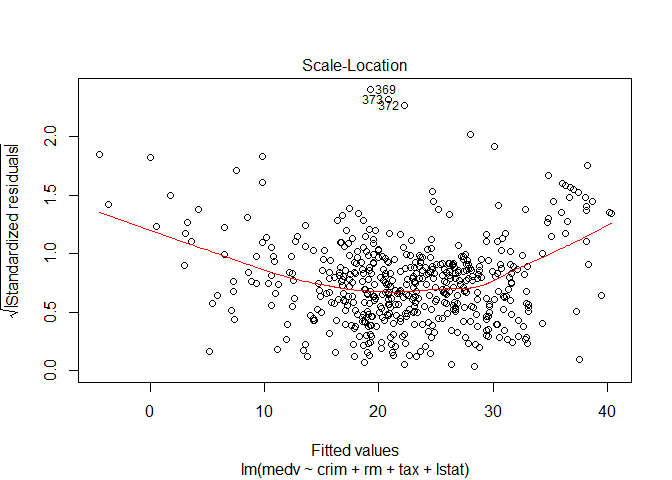 Scale-Location
√|Standardized residuals|
2.0
1.5
1.0
0.5
0.0
369
373
372
0 10 20 30 40
Fitted values
lm(medv ~ crim + rm + tax + lstat)